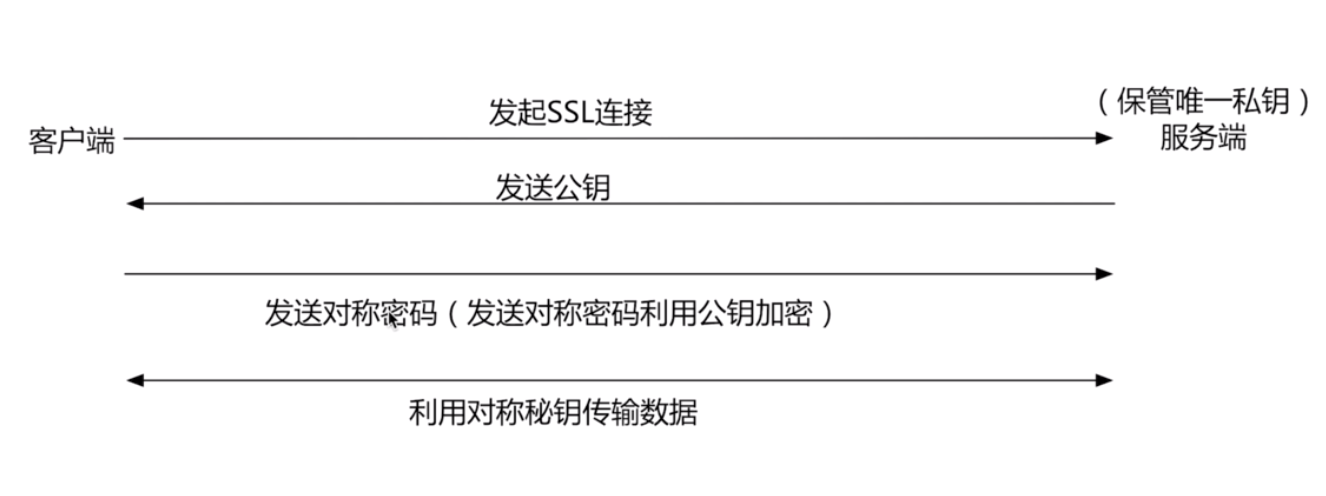 发起SSL连接
（保管唯一私钥）
客户端
服务端
发送公钥
发送对称密码（发送对称密码利用公钥加密）
利用对称秘钥传输数据